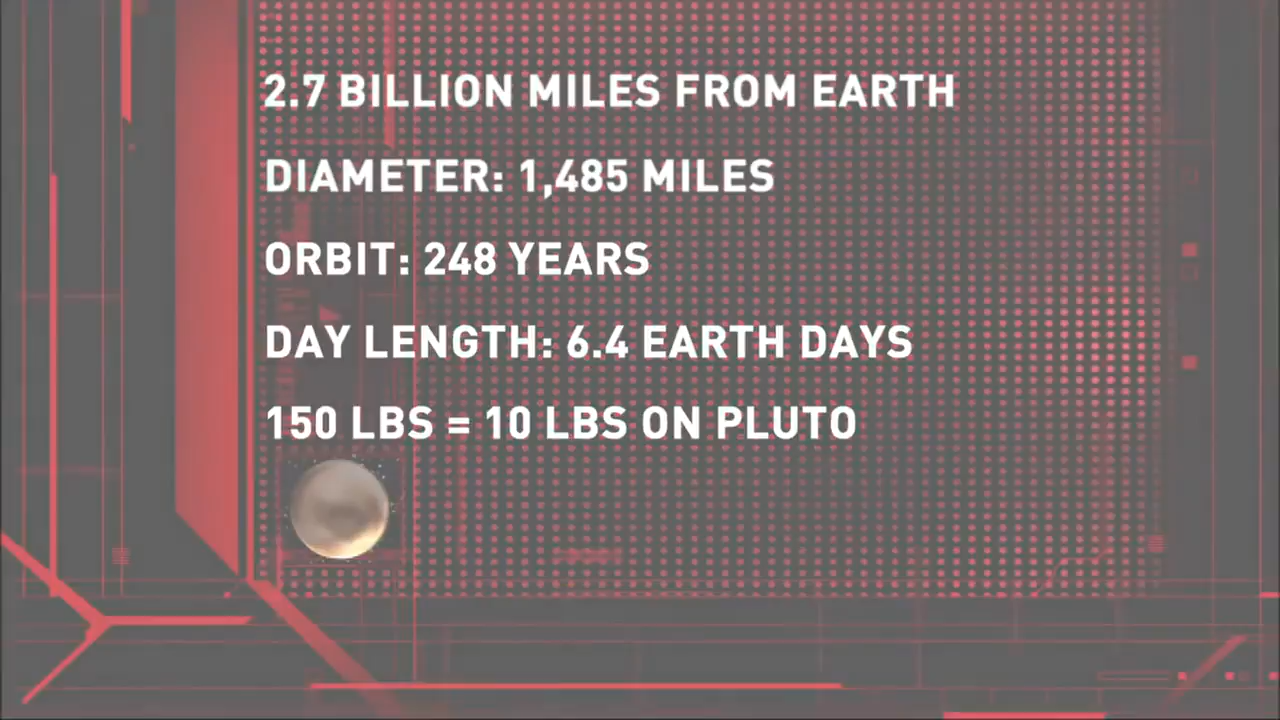 2.7 BILLION MILES FROM EARTH
DIAMETER: 1,485 MILES
ORBIT: 248 YEARS
DAY LENGTH: 6.4 EARTH DAYS
150 LBS = 10 LBS ON PLUTO